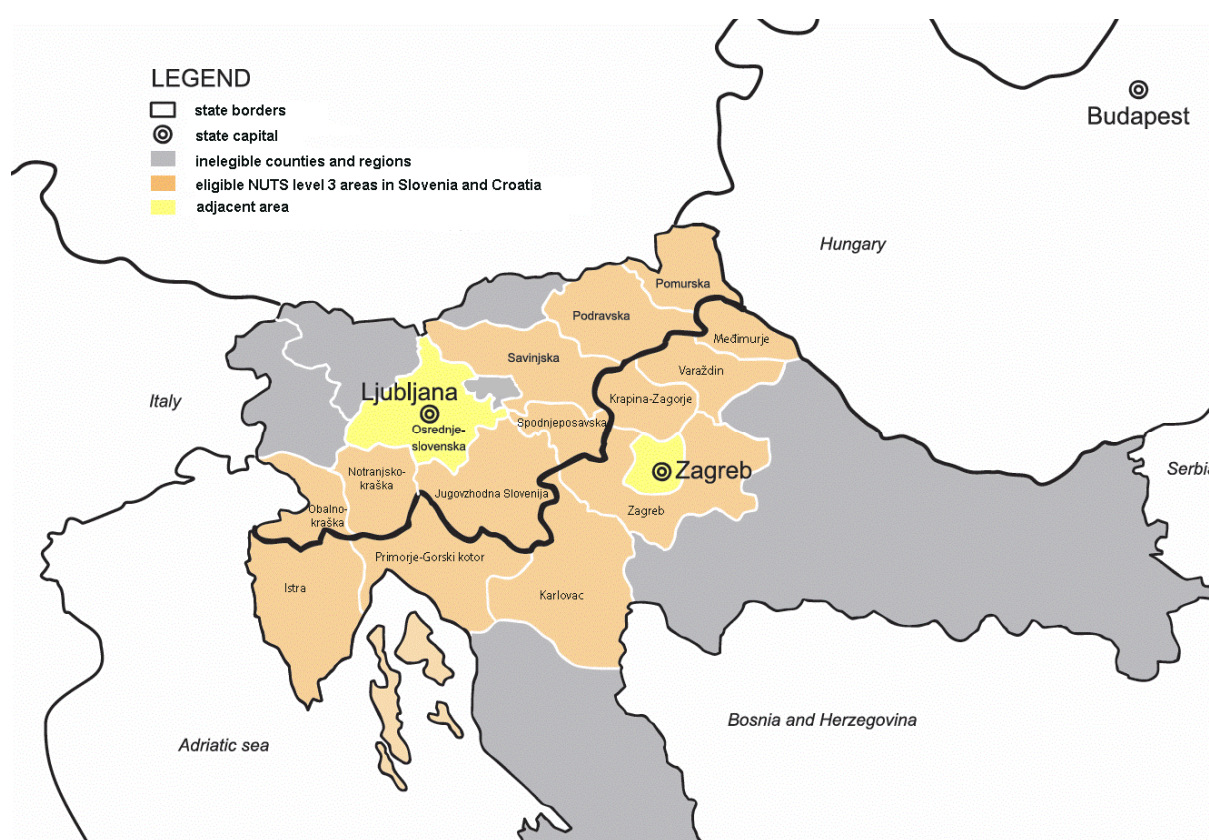 LEGEND
state borders
state capital
inelegible counties and regions
eligible NUTS level 3 areas in Slovenia and Croatia
adjacent area
Budapest
Hungary
Pomurska
Podravska
Međimurje
Savinjska
Varaždin
Ljubljana
Italy
Krapina-Zagorje
Spodnjeposavska
Osrednje-
slovenska
Zagreb
Serbia
Notranjsko-
kraška
Jugovzhodna Slovenija
Obalno-
kraška
Zagreb
Primorje-Gorski kotor
Istra
Karlovac
Bosnia and Herzegovina
Adriatic sea